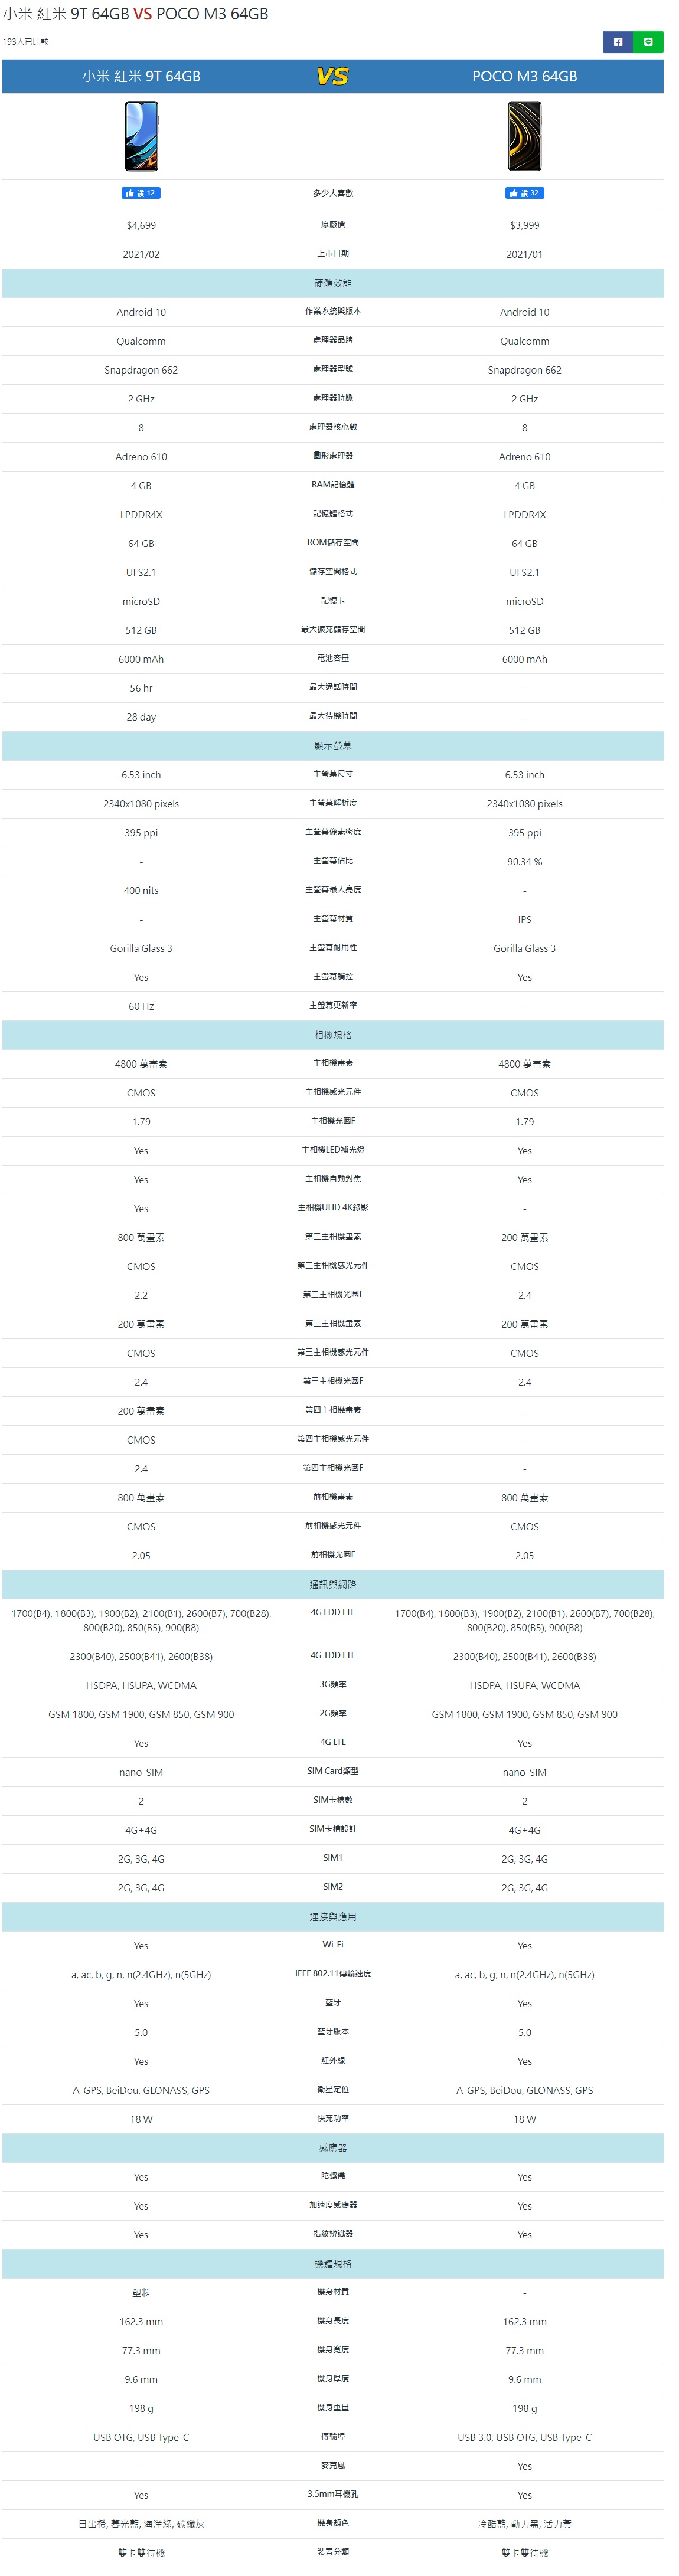 小米 紅米 9T 64GB VS POCO M3 64GB
193人已比較
小米 紅米 9T 64GB VS POCO M3 64GB
讚 12 多少人喜歡 讚 32
$4,699 原廠價 $3,999
2021/02 上市日期 2021/01
硬體效能
Android 10 作業系統與版本 Android 10
Qualcomm 處理器品牌 Qualcomm
Snapdragon 662 處理器型號 Snapdragon 662
2 GHz 處理器時脈 2 GHz
8 處理器核心數 8
Adreno 610 圖形處理器 Adreno 610
4 GB RAM記憶體 4 GB
LPDDR4X 記憶體格式 LPDDR4X
64 GB ROM儲存空間 64 GB
UFS2.1 儲存空間格式 UFS2.1
microSD 記憶卡 microSD
512 GB 最大擴充儲存空間 512 GB
6000 mAh 電池容量 6000 mAh
56 hr 最大通話時間 -
28 day 最大待機時間 -
顯示螢幕
6.53 inch 主螢幕尺寸 6.53 inch
2340x1080 pixels 主螢幕解析度 2340x1080 pixels
395 ppi 主螢幕像素密度 395 ppi
- 主螢幕佔比 90.34 %
400 nits 主螢幕最大亮度 -
- 主螢幕材質 IPS
Gorilla Glass 3 主螢幕耐用性 Gorilla Glass 3
Yes 主螢幕觸控 Yes
60 Hz 主螢幕更新率 -
相機規格
4800 萬畫素 主相機畫素 4800 萬畫素
CMOS 主相機感光元件 CMOS
1.79 主相機光圈F 1.79
Yes 主相機LED補光燈 Yes
Yes 主相機自動對焦 Yes
Yes 主相機UHD 4K錄影 -
800 萬畫素 第二主相機畫素 200 萬畫素
CMOS 第二主相機感光元件 CMOS
2.2 第二主相機光圈F 2.4
200 萬畫素 第三主相機畫素 200 萬畫素
CMOS 第三主相機感光元件 CMOS
2.4 第三主相機光圈F 2.4
200 萬畫素 第四主相機畫素 -
CMOS 第四主相機感光元件 -
2.4 第四主相機光圈F -
800 萬畫素 前相機畫素 800 萬畫素
CMOS 前相機感光元件 CMOS
2.05 前相機光圈F 2.05
通訊與網路
1700(B4), 1800(B3), 1900(B2), 2100(B1), 2600(B7), 700(B28), 4G FDD LTE 1700(B4), 1800(B3), 1900(B2), 2100(B1), 2600(B7), 700(B28),
800(B20), 850(B5), 900(B8) 800(B20), 850(B5), 900(B8)
2300(B40), 2500(B41), 2600(B38) 4G TDD LTE 2300(B40), 2500(B41), 2600(B38)
HSDPA, HSUPA, WCDMA 3G頻率 HSDPA, HSUPA, WCDMA
GSM 1800, GSM 1900, GSM 850, GSM 900 2G頻率 GSM 1800, GSM 1900, GSM 850, GSM 900
Yes 4G LTE Yes
nano-SIM SIM Card類型 nano-SIM
2 SIM卡槽數 2
4G+4G SIM卡槽設計 4G+4G
2G, 3G, 4G SIM1 2G, 3G, 4G
2G, 3G, 4G SIM2 2G, 3G, 4G
連接與應用
Yes Wi-Fi Yes
a, ac, b, g, n, n(2.4GHz), n(5GHz) IEEE 802.11傳輸速度 a, ac, b, g, n, n(2.4GHz), n(5GHz)
Yes 藍牙 Yes
5.0 藍牙版本 5.0
Yes 紅外線 Yes
A-GPS, BeiDou, GLONASS, GPS 衛星定位 A-GPS, BeiDou, GLONASS, GPS
18 W 快充功率 18 W
感應器
Yes 陀螺儀 Yes
Yes 加速度感應器 Yes
Yes 指紋辨識器 Yes
機體規格
塑料 機身材質 -
162.3 mm 機身長度 162.3 mm
77.3 mm 機身寬度 77.3 mm
9.6 mm 機身厚度 9.6 mm
198 g 機身重量 198 g
USB OTG, USB Type-C 傳輸埠 USB 3.0, USB OTG, USB Type-C
- 麥克風 Yes
Yes 3.5mm耳機孔 Yes
日出橙, 暮光藍, 海洋綠, 碳纖灰 機身顏色 冷酷藍, 動力黑, 活力黃
雙卡雙待機 裝置分類 雙卡雙待機